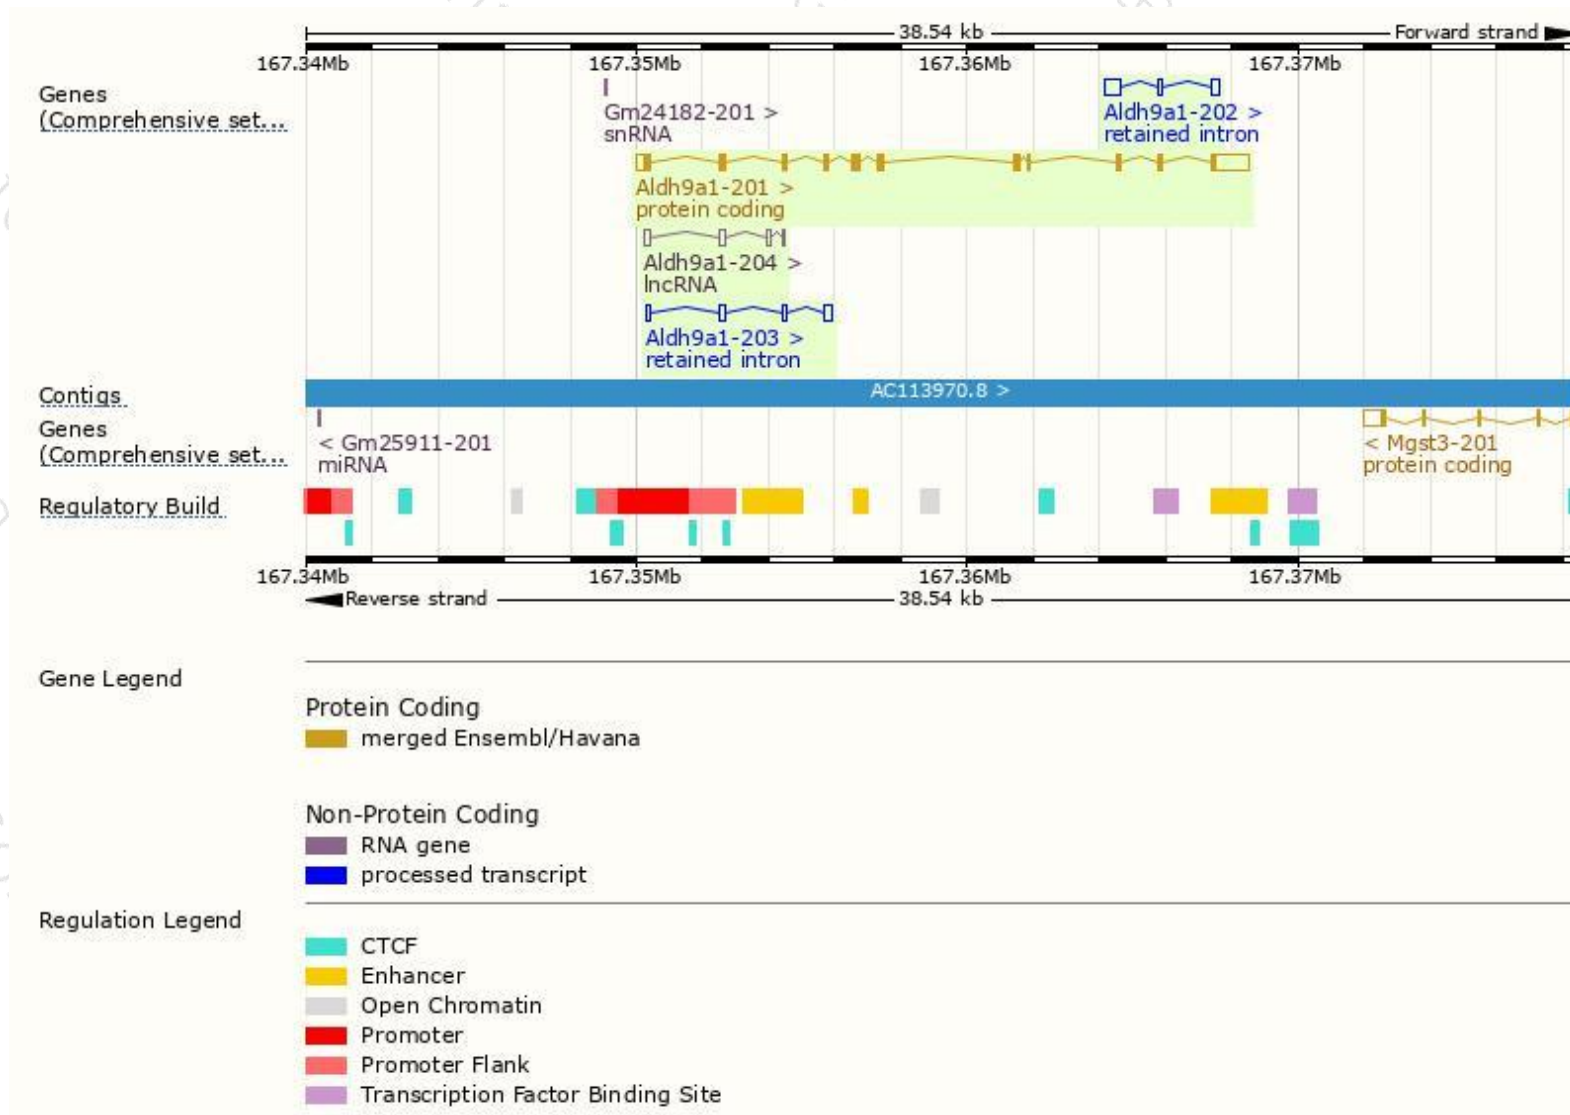 38.54 kb
Forward strand
167.34Mb 167.35Mb 167.36Mb 167.37Mb
Genes
(Comprehensive set...
Gm24182-201 >
snRNA
Aldh9a1-202 >
retained intron
Aldh9a1-201 >
protein coding
Aldh9a1-204 >
lncRNA
Aldh9a1-203 >
retained intron
Contigs
AC113970.8 >
Genes
(Comprehensive set...
< Gm25911-201
miRNA
< Mgst3-201
protein coding
Regulatory Build
167.34Mb 167.35Mb 167.36Mb 167.37Mb
Reverse strand
38.54 kb
Gene Legend
Protein Coding
merged Ensembl/Havana
Non-Protein Coding
RNA gene
processed transcript
Regulation Legend
CTCF
Enhancer
Open Chromatin
Promoter
Promoter Flank
Transcription Factor Binding Site